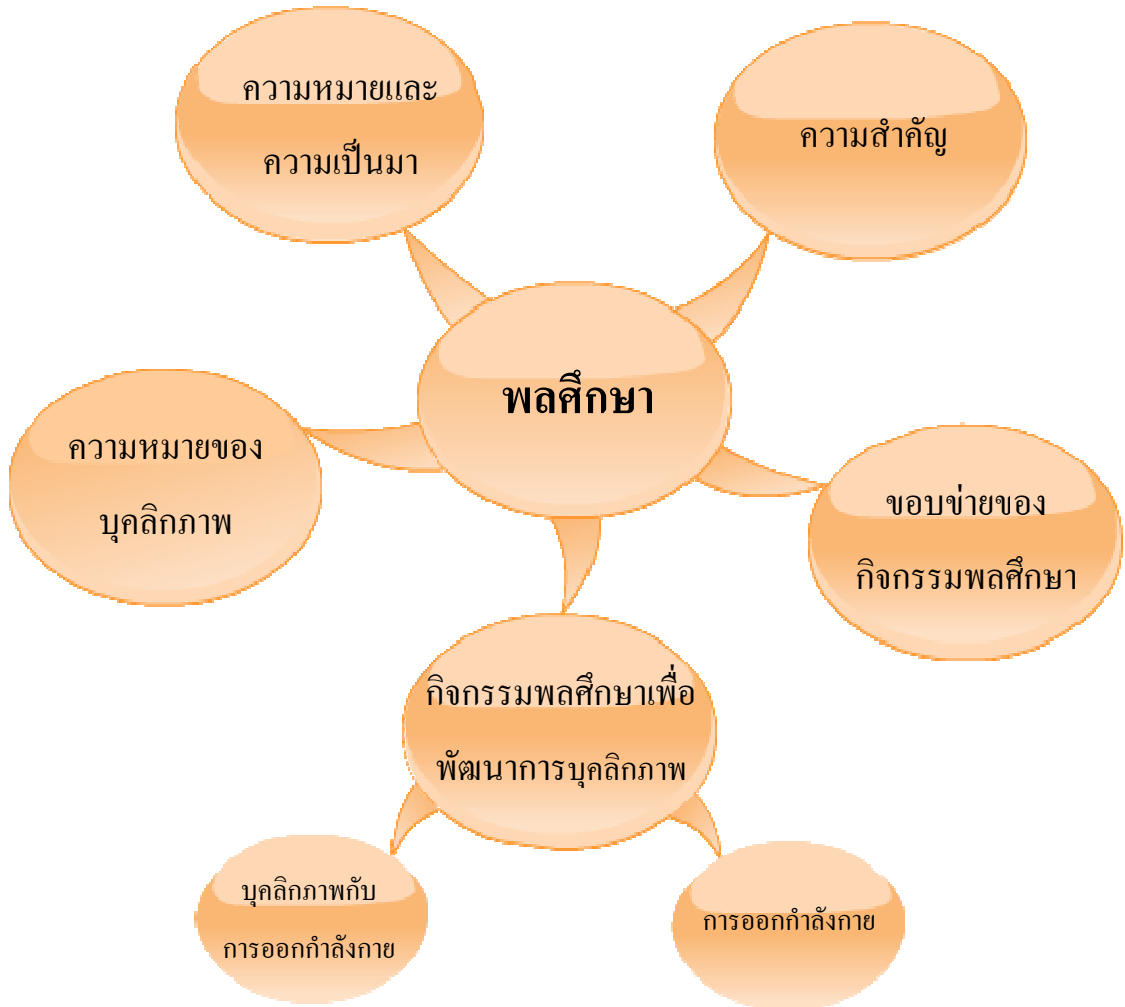 ความหมายและ
ความเป็นมา
ความสำคัญ
พลศึกษา
ความหมายของ
บุคลิกภาพ
ขอบข่ายของ
กิจกรรมพลศึกษา
กิจกรรมพลศึกษาเพื่อ
พัฒนาการบุคลิกภาพ
บุคลิกภาพกับ
การออกกำลังกาย
การออกกำลังกาย